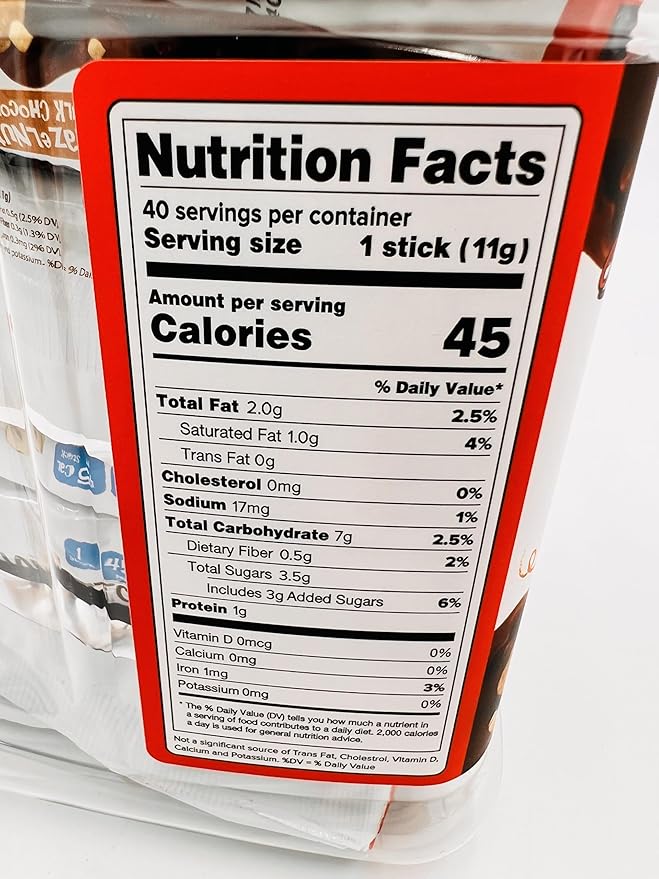 Nutrition Facts
40 servings per container
Serving size 1 stick (11g)
Amount per serving
Calories 45
% Daily Value*
Total Fat 2.0g 2.5%
Saturated Fat 1.0g 4%
Trans Fat 0g
Cholesterol 0mg 0%
Sodium 17mg 1%
Total Carbohydrate 7g 2.5%
Dietary Fiber 0.5g 2%
Total Sugars 3.5g
Includes 3g Added Sugars 6%
Protein 1g
Vitamin D 0mcg 0%
Calcium 0mg 0%
Iron 1mg 3%
Potassium 0mg 0%
* The % Daily Value (DV) tells you how much a nutrient in
a serving of food contributes to a daily diet. 2,000 calories
a day is used for general nutrition advice.
Not a significant source of Trans Fat, Cholestrol, Vitamin D,
Calcium and Potassium. %DV = % Daily Value